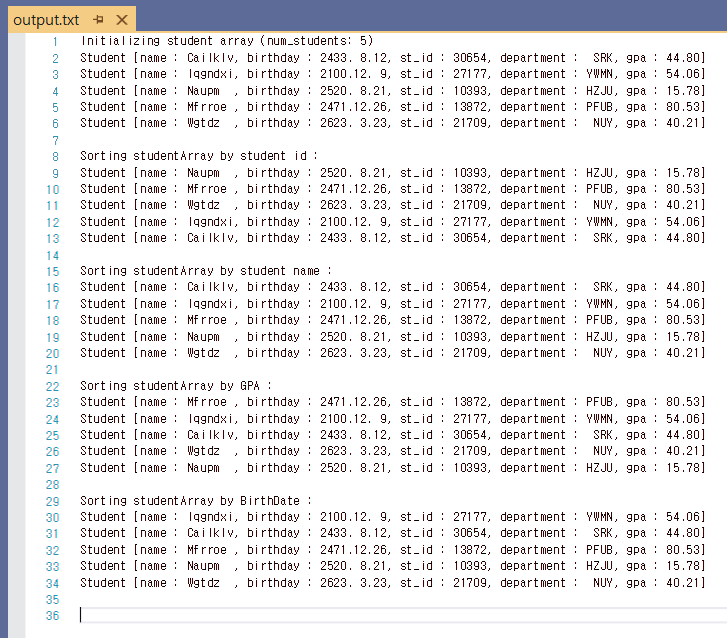 output.txt
1 Initializing student array (num_students: 5)
2 Student [name : Cailklv, birthday : 2433. 8.12, st_id : 30654, department :  SRK, gpa : 44.80]
3 Student [name : Iqgndxi, birthday : 2100.12. 9, st_id : 27177, department : YWMN, gpa : 54.06]
4 Student [name : Naupm  , birthday : 2520. 8.21, st_id : 10393, department : HZJU, gpa : 15.78]
5 Student [name : Mfrroe , birthday : 2471.12.26, st_id : 13872, department : PFUB, gpa : 80.53]
6 Student [name : Wgtdz  , birthday : 2623. 3.23, st_id : 21709, department :  NUY, gpa : 40.21]
7
8 Sorting studentArray by student id :
9 Student [name : Naupm  , birthday : 2520. 8.21, st_id : 10393, department : HZJU, gpa : 15.78]
10 Student [name : Mfrroe , birthday : 2471.12.26, st_id : 13872, department : PFUB, gpa : 80.53]
11 Student [name : Wgtdz  , birthday : 2623. 3.23, st_id : 21709, department :  NUY, gpa : 40.21]
12 Student [name : Iqgndxi, birthday : 2100.12. 9, st_id : 27177, department : YWMN, gpa : 54.06]
13 Student [name : Cailklv, birthday : 2433. 8.12, st_id : 30654, department :  SRK, gpa : 44.80]
14
15 Sorting studentArray by student name :
16 Student [name : Cailklv, birthday : 2433. 8.12, st_id : 30654, department :  SRK, gpa : 44.80]
17 Student [name : Iqgndxi, birthday : 2100.12. 9, st_id : 27177, department : YWMN, gpa : 54.06]
18 Student [name : Mfrroe , birthday : 2471.12.26, st_id : 13872, department : PFUB, gpa : 80.53]
19 Student [name : Naupm  , birthday : 2520. 8.21, st_id : 10393, department : HZJU, gpa : 15.78]
20 Student [name : Wgtdz  , birthday : 2623. 3.23, st_id : 21709, department :  NUY, gpa : 40.21]
21
22 Sorting studentArray by GPA :
23 Student [name : Mfrroe , birthday : 2471.12.26, st_id : 13872, department : PFUB, gpa : 80.53]
24 Student [name : Iqgndxi, birthday : 2100.12. 9, st_id : 27177, department : YWMN, gpa : 54.06]
25 Student [name : Cailklv, birthday : 2433. 8.12, st_id : 30654, department :  SRK, gpa : 44.80]
26 Student [name : Wgtdz  , birthday : 2623. 3.23, st_id : 21709, department :  NUY, gpa : 40.21]
27 Student [name : Naupm  , birthday : 2520. 8.21, st_id : 10393, department : HZJU, gpa : 15.78]
28
29 Sorting studentArray by BirthDate :
30 Student [name : Iqgndxi, birthday : 2100.12. 9, st_id : 27177, department : YWMN, gpa : 54.06]
31 Student [name : Cailklv, birthday : 2433. 8.12, st_id : 30654, department :  SRK, gpa : 44.80]
32 Student [name : Mfrroe , birthday : 2471.12.26, st_id : 13872, department : PFUB, gpa : 80.53]
33 Student [name : Naupm  , birthday : 2520. 8.21, st_id : 10393, department : HZJU, gpa : 15.78]
34 Student [name : Wgtdz  , birthday : 2623. 3.23, st_id : 21709, department :  NUY, gpa : 40.21]
35
36